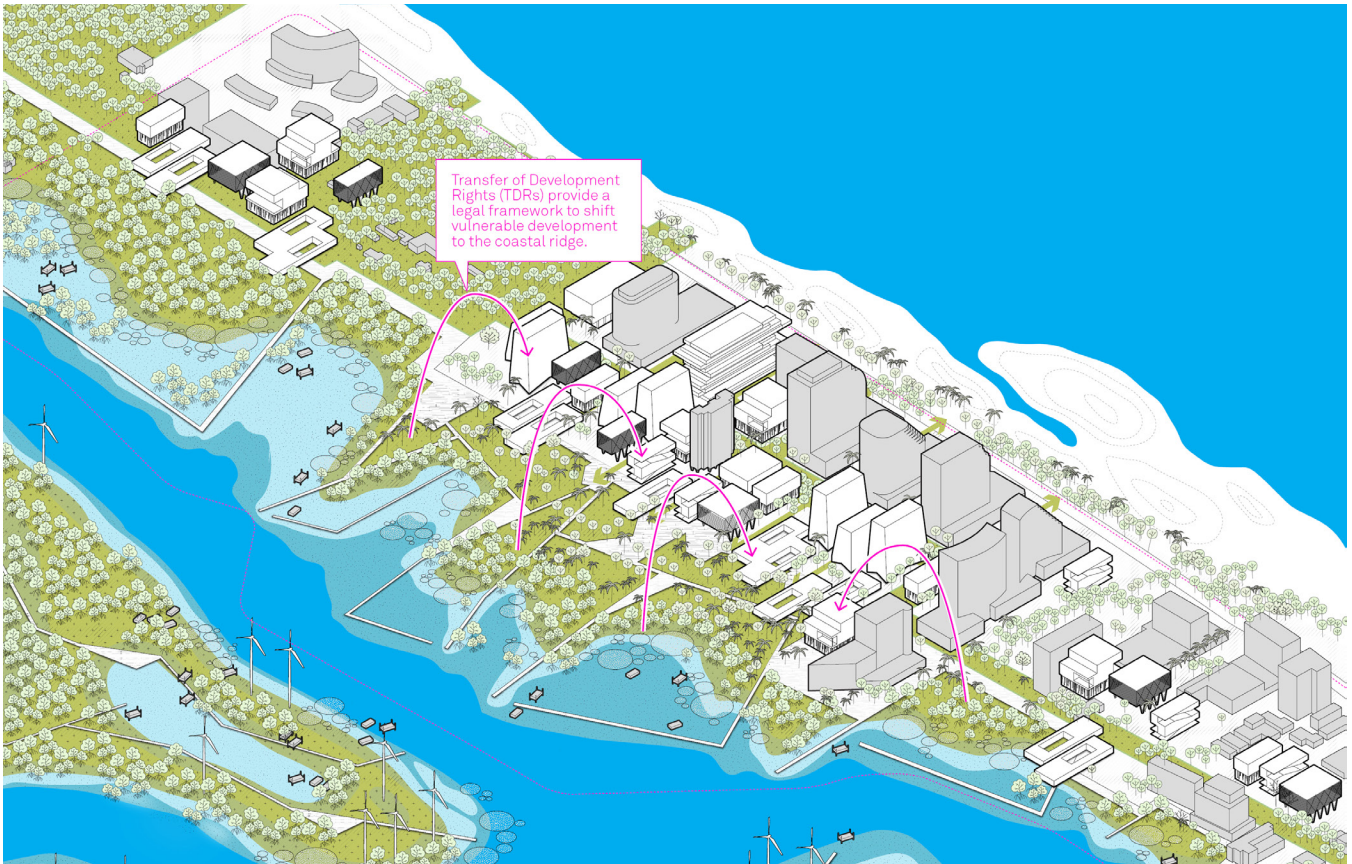 Transfer of Development
Rights (TDRs) provide a
legal framework to shift
vulnerable development
to the coastal ridge.